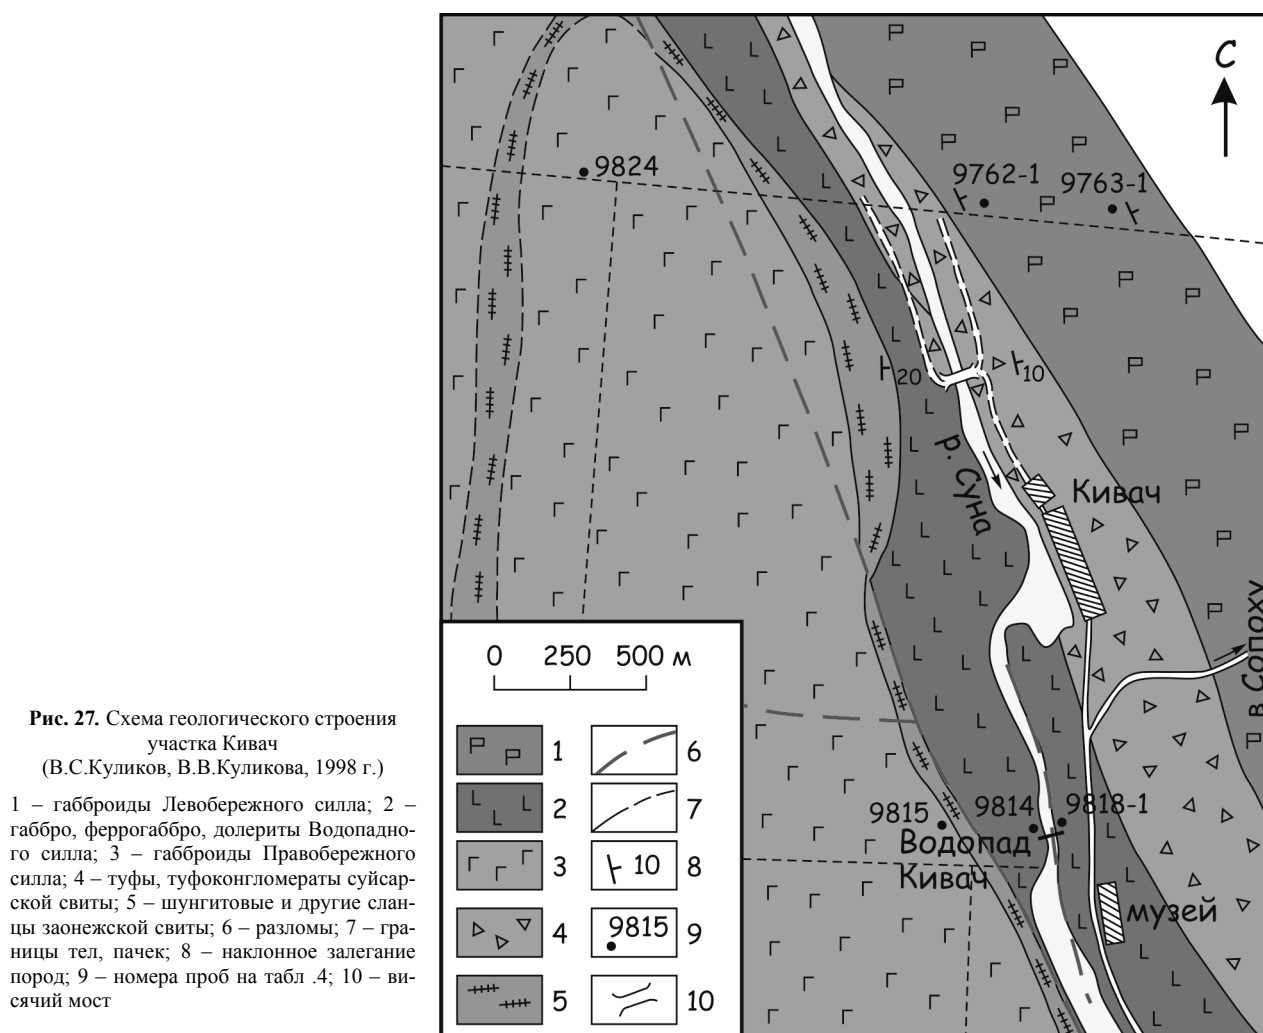 С
9824
9762-1
9763-1
20
10
р. Суна
Кивач
в Сопоху
9815
9814
9818-1
Водопад
Кивач
музей
0 250 500 м
1
2
3
4
5
6
7
10 8
9815 9
10
Рис. 27. Схема геологического строения
участка Кивач
(В.С.Куликов, В.В.Куликова, 1998 г.)
1 – габброиды Левобережного силла; 2 –
габбро, феррогаббро, долериты Водопадно-
го силла; 3 – габброиды Правобережного
силла; 4 – туфы, туфоконгломераты суйсар-
ской свиты; 5 – шунгитовые и другие слан-
цы заонежской свиты; 6 – разломы; 7 – гра-
ницы тел, пачек; 8 – наклонное залегание
пород; 9 – номера проб на табл .4; 10 – ви-
сячий мост